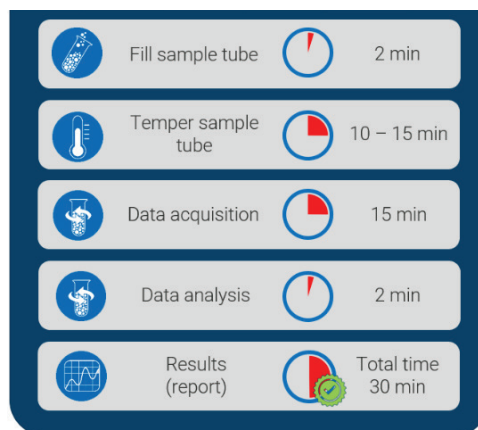 Fill sample tube
2 min
Temper sample
tube
10 – 15 min
Data acquisition
15 min
Data analysis
2 min
Results
(report)
Total time
30 min